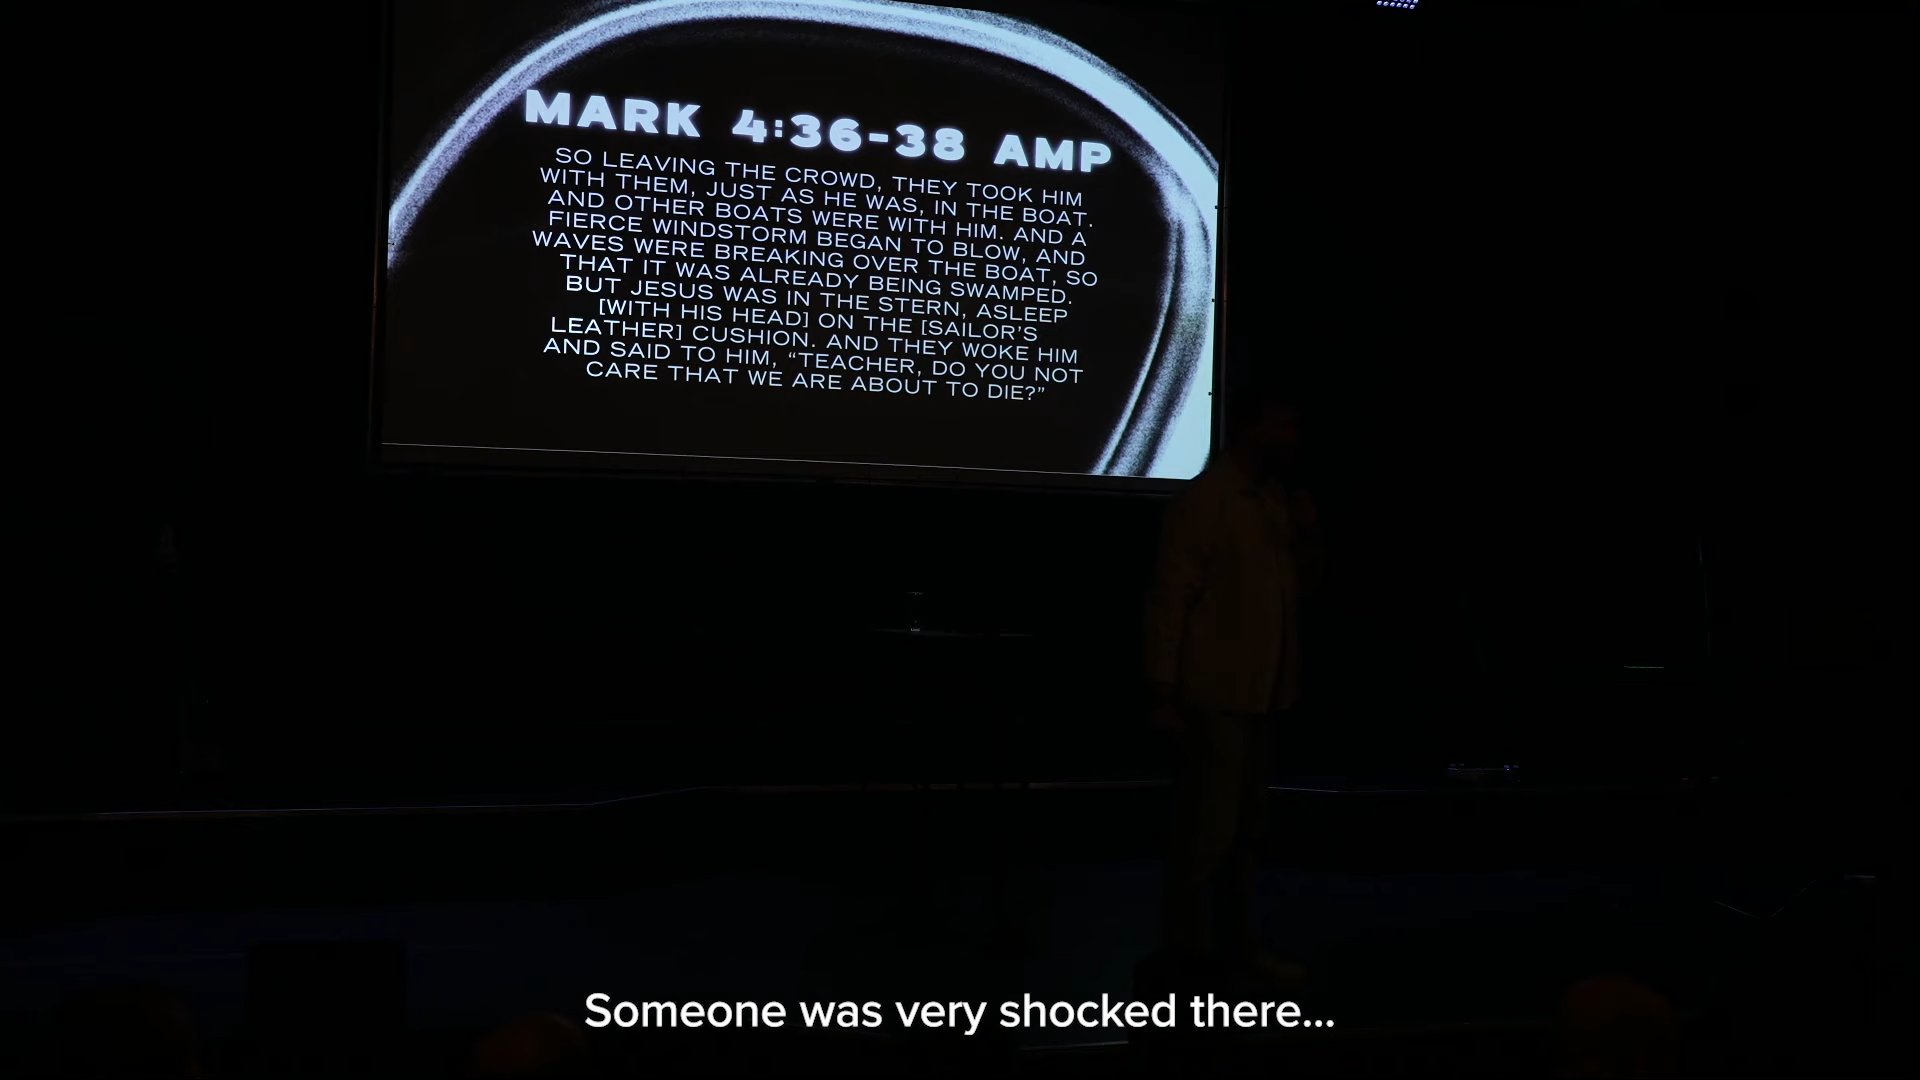 MARK 4:36-38 AMP
SO LEAVING THE CROWD, THEY TOOK HIM
WITH THEM, JUST AS HE WAS, IN THE BOAT.
AND OTHER BOATS WERE WITH HIM. AND A
FIERCE WINDSTORM BEGAN TO BLOW, AND
WAVES WERE BREAKING OVER THE BOAT, SO
THAT IT WAS ALREADY BEING SWAMPED.
BUT JESUS WAS IN THE STERN, ASLEEP
[WITH HIS HEAD] ON THE [SAILOR’S
LEATHER] CUSHION. AND THEY WOKE HIM
AND SAID TO HIM, “TEACHER, DO YOU NOT
CARE THAT WE ARE ABOUT TO DIE?”
Someone was very shocked there...